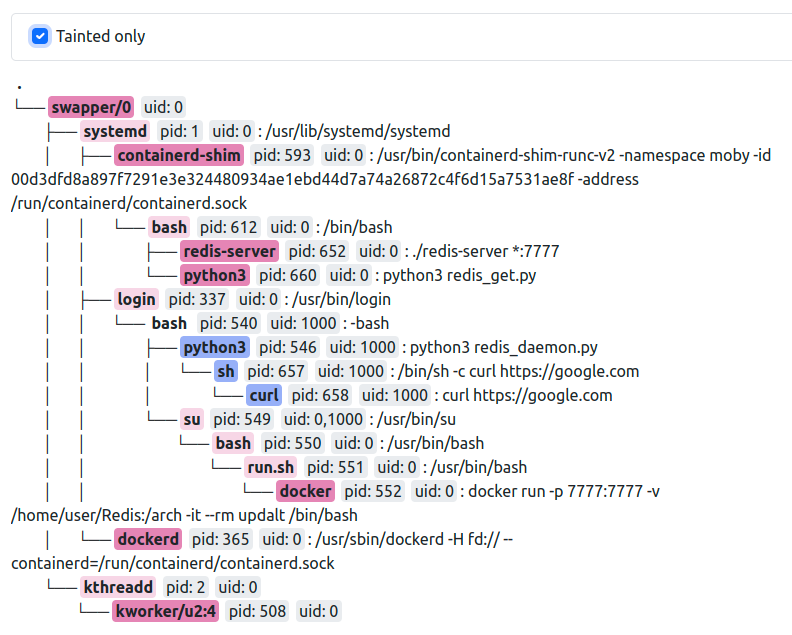 Tainted only
.
└── swapper/0 uid: 0
├── systemd pid: 1 uid: 0 : /usr/lib/systemd/systemd
│ ├── containerd-shim pid: 593 uid: 0 : /usr/bin/containerd-shim-runc-v2 -namespace moby -id
00d3dfd8a897f7291e3e324480934ae1ebd44d7a74a26872c4f6d15a7531ae8f -address
/run/containerd/containerd.sock
│ │ └── bash pid: 612 uid: 0 : /bin/bash
│ │ ├── redis-server pid: 652 uid: 0 : ./redis-server *:7777
│ │ └── python3 pid: 660 uid: 0 : python3 redis_get.py
│ ├── login pid: 337 uid: 0 : /usr/bin/login
│ │ └── bash pid: 540 uid: 1000 : -bash
│ │ ├── python3 pid: 546 uid: 1000 : python3 redis_daemon.py
│ │ │ └── sh pid: 657 uid: 1000 : /bin/sh -c curl https://google.com
│ │ │ └── curl pid: 658 uid: 1000 : curl https://google.com
│ │ └── su pid: 549 uid: 0,1000 : /usr/bin/su
│ │ └── bash pid: 550 uid: 0 : /usr/bin/bash
│ │ └── run.sh pid: 551 uid: 0 : /usr/bin/bash
│ │ └── docker pid: 552 uid: 0 : docker run -p 7777:7777 -v
/home/user/Redis:/arch -it --rm updalt /bin/bash
│ └── dockerd pid: 365 uid: 0 : /usr/sbin/dockerd -H fd:// --
containerd=/run/containerd/containerd.sock
└── kthreadd pid: 2 uid: 0
└── kworker/u2:4 pid: 508 uid: 0